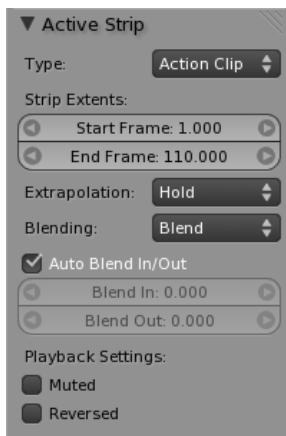 Active Strip
Type: Action Clip
Strip Extents:
Start Frame: 1.000
End Frame: 110.000
Extrapolation: Hold
Blending: Blend
Auto Blend In/Out
Blend In: 0.000
Blend Out: 0.000
Playback Settings:
Muted
Reversed